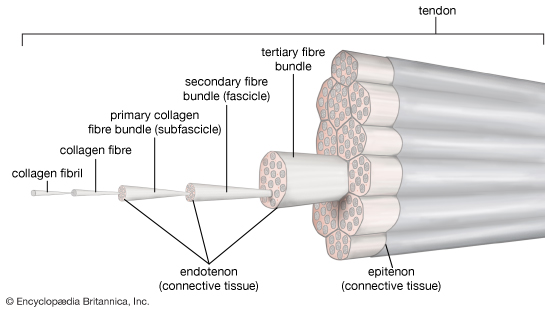 tendon
tertiary fibre
bundle
secondary fibre
bundle (fascicle)
primary collagen
fibre bundle (subfascicle)
collagen fibre
collagen fibril
endotenon
(connective tissue)
epitenon
(connective tissue)
© Encyclopædia Britannica, Inc.